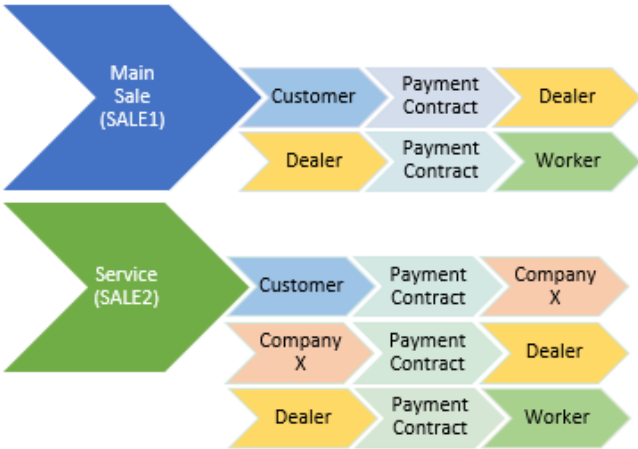 Main
Sale
(SALE1)
Customer
Payment
Contract
Dealer
Dealer
Payment
Contract
Worker
Service
(SALE2)
Customer
Payment
Contract
Company
X
Company
X
Payment
Contract
Dealer
Dealer
Payment
Contract
Worker